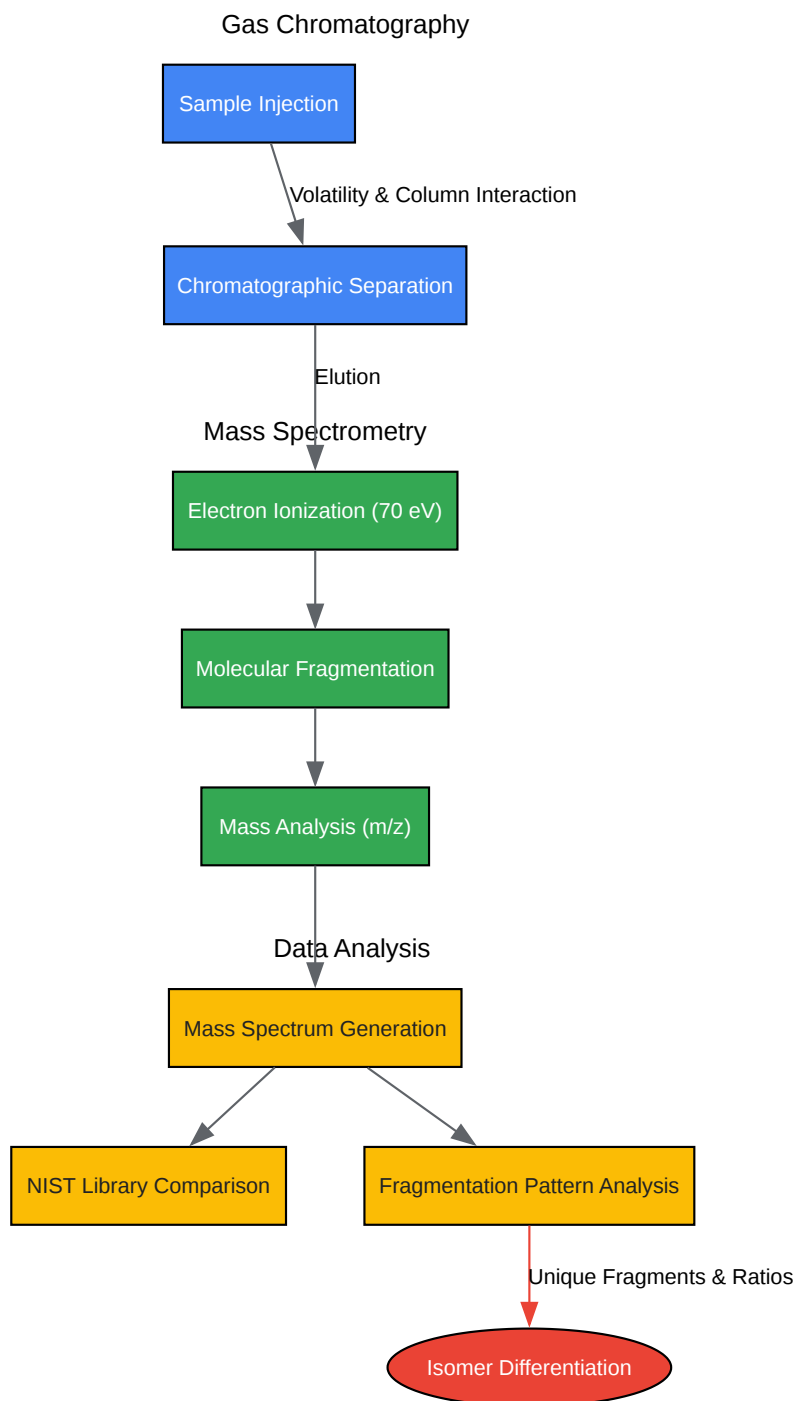 Gas Chromatography
Sample Injection
Volatility & Column Interaction
Chromatographic Separation
Elution
Mass Spectrometry
Electron Ionization (70 eV)
Molecular Fragmentation
Mass Analysis (m/z)
Data Analysis
Mass Spectrum Generation
NIST Library Comparison
Fragmentation Pattern Analysis
Unique Fragments & Ratios
Isomer Differentiation